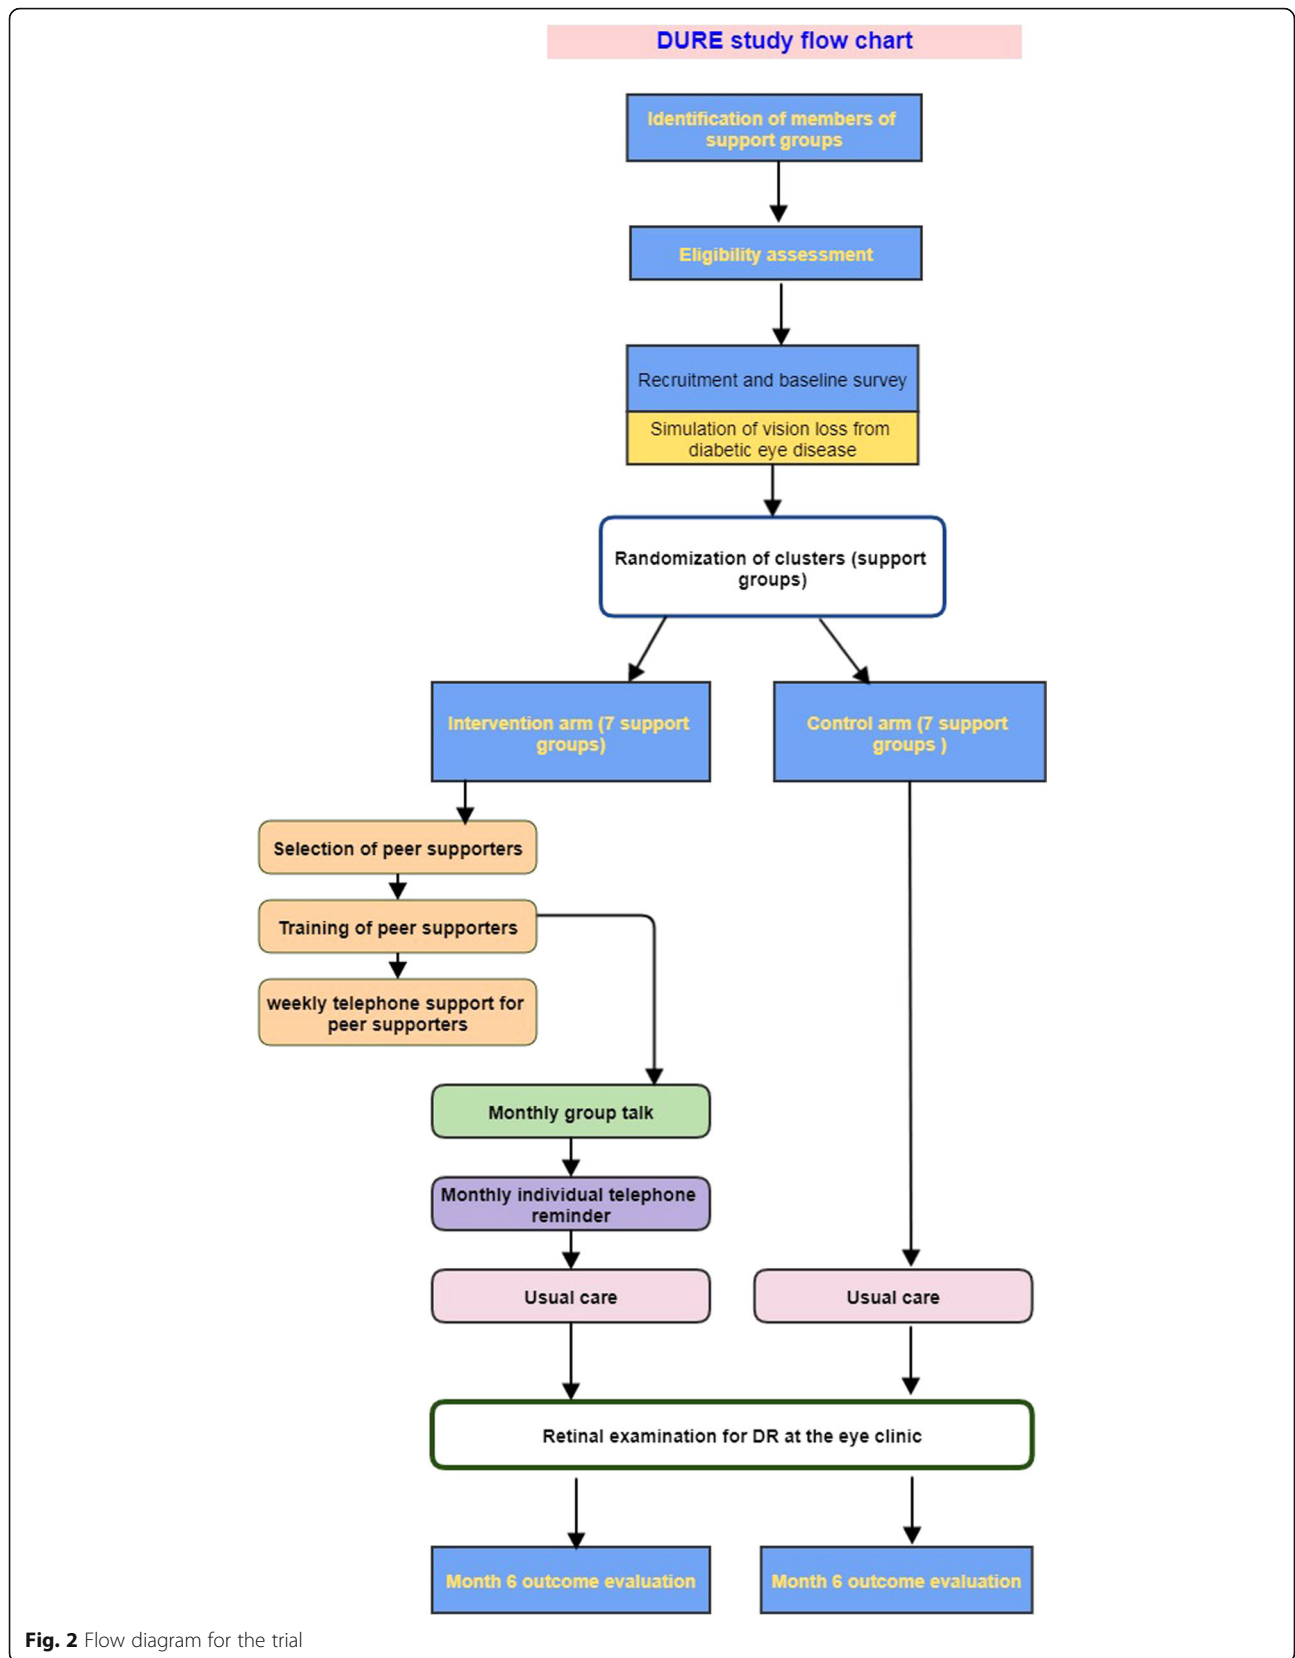 DURE study flow chart
Identification of members of
support groups
Eligibility assessment
Recruitment and baseline survey
Simulation of vision loss from
diabetic eye disease
Randomization of clusters (support
groups)
Intervention arm (7 support
groups)
Control arm (7 support
groups )
Selection of peer supporters
Training of peer supporters
weekly telephone support for
peer supporters
Monthly group talk
Monthly individual telephone
reminder
Usual care
Usual care
Retinal examination for DR at the eye clinic
Month 6 outcome evaluation
Month 6 outcome evaluation
Fig. 2 Flow diagram for the trial